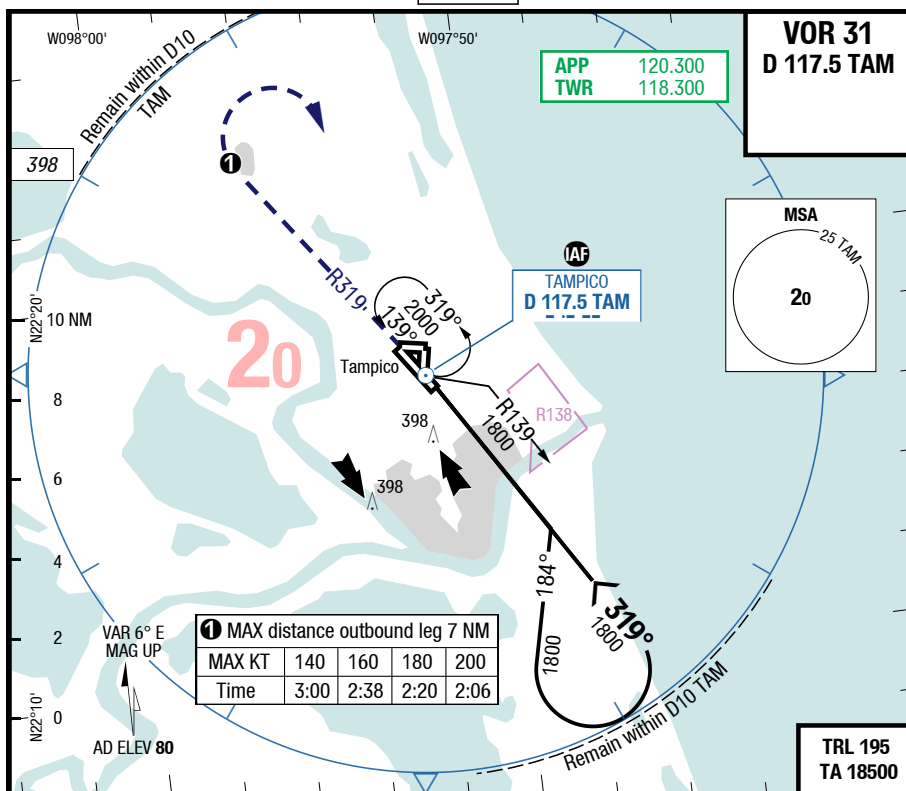 W098°00'
W097°50'
VOR 31
D 117.5 TAM
APP 120.300
TWR 118.300
Remain within D10
TAM
398
1
MSA
25 TAM
20
IAF
TAMPICO
D 117.5 TAM
R319
319°
2000
139°
N22°20'
10 NM
20
Tampico
R139
1800
R138
8
398
6
398
4
184°
1800
319°
1800
2
VAR 6° E
MAG UP
1 MAX distance outbound leg 7 NM
MAX KT 140 160 180 200
Time 3:00 2:38 2:20 2:06
N22°10'
0
AD ELEV 80
Remain within D10 TAM
TRL 195
TA 18500